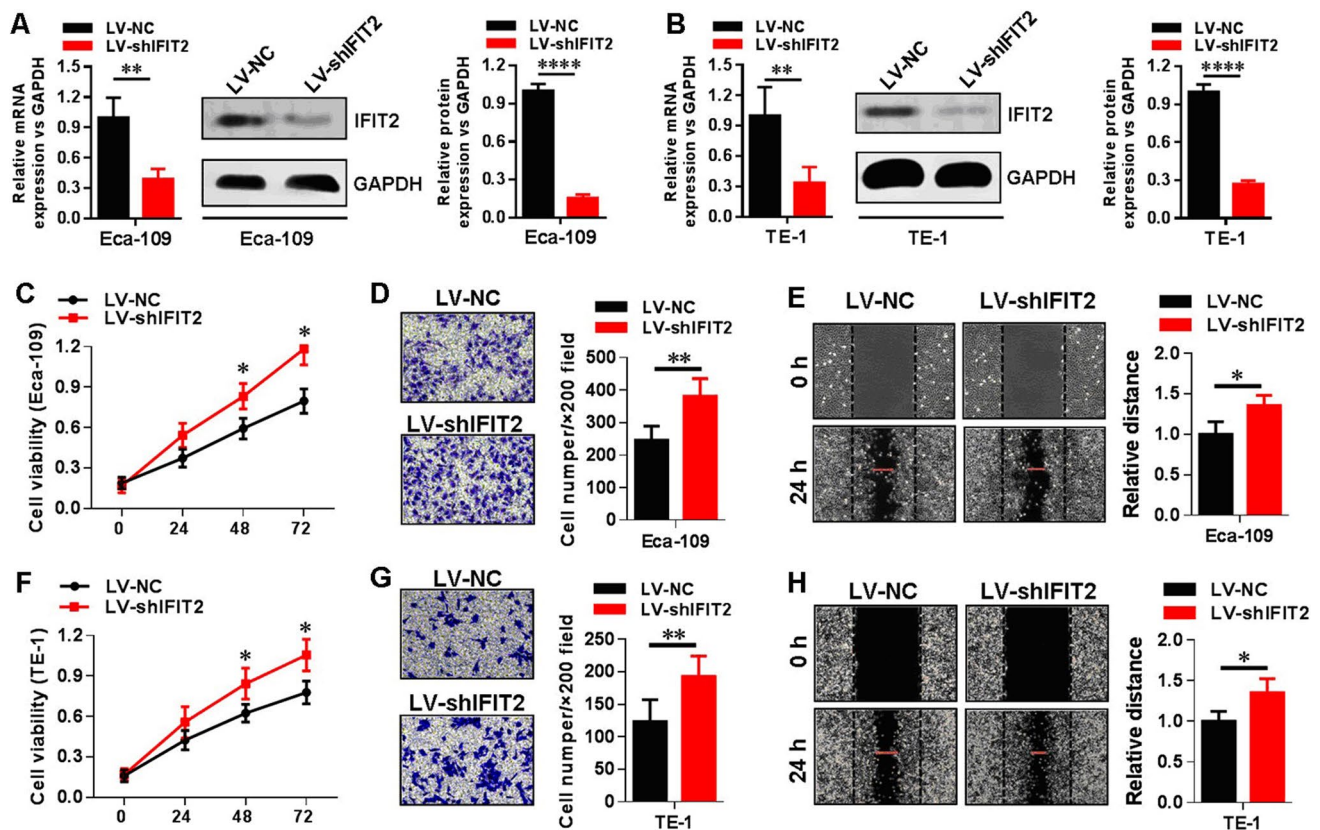 A
LV-NC
LV-shIFIT2
Relative mRNA
expression vs GAPDH
1.5
1.2
0.9
0.6
0.3
0.0
**
Eca-109
LV-NC
LV-shIFIT2
IFIT2
GAPDH
Eca-109
LV-NC
LV-shIFIT2
Relative protein
expression vs GAPDH
1.2
0.9
0.6
0.3
0.0
****
Eca-109
B
LV-NC
LV-shIFIT2
Relative mRNA
expression vs GAPDH
1.5
1.2
0.9
0.6
0.3
0.0
**
TE-1
LV-NC
LV-shIFIT2
IFIT2
GAPDH
TE-1
LV-NC
LV-shIFIT2
Relative protein
expression vs GAPDH
1.2
0.9
0.6
0.3
0.0
****
TE-1
C
LV-NC
LV-shIFIT2
Cell viability (Eca-109)
1.2
0.9
0.6
0.3
0.0
*
*
0 24 48 72
D
LV-NC
LV-shIFIT2
LV-NC
LV-shIFIT2
Cell numper/×200 field
500
400
300
200
100
0
**
Eca-109
E
LV-NC LV-shIFIT2
0 h
24 h
LV-NC
LV-shIFIT2
Relative distance
2.0
1.5
1.0
0.5
0.0
*
Eca-109
F
LV-NC
LV-shIFIT2
Cell viability (TE-1)
1.2
0.9
0.6
0.3
0.0
*
*
0 24 48 72
G
LV-NC
LV-shIFIT2
LV-NC
LV-shIFIT2
Cell numper/×200 field
250
200
150
100
50
0
**
TE-1
H
LV-NC LV-shIFIT2
0 h
24 h
LV-NC
LV-shIFIT2
Relative distance
2.0
1.5
1.0
0.5
0.0
*
TE-1